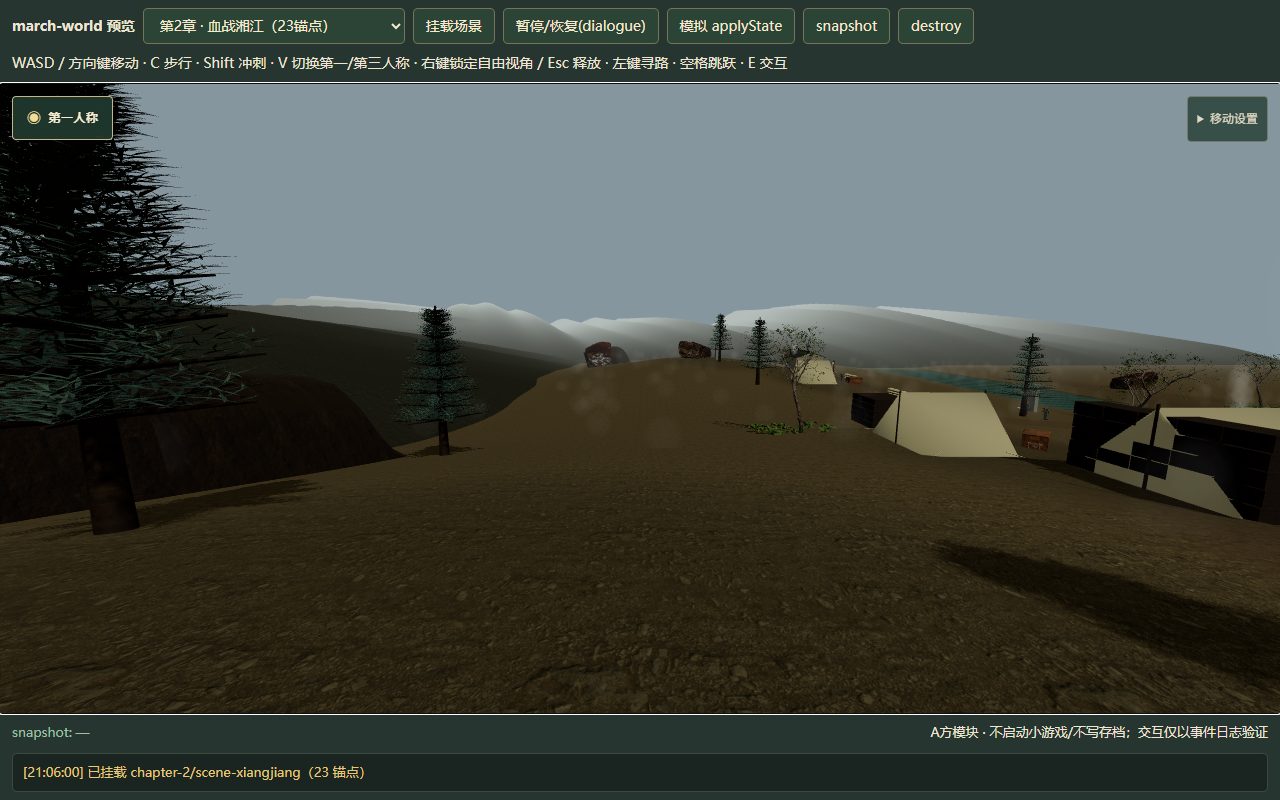 march-world 预览 第2章 · 血战湘江（23锚点） 挂载场景 暂停/恢复(dialogue) 模拟 applyState snapshot destroy
WASD / 方向键移动 · C 步行 · Shift 冲刺 · V 切换第一/第三人称 · 右键锁定自由视角 / Esc 释放 · 左键寻路 · 空格跳跃 · E 交互
◉ 第一人称
▶ 移动设置
snapshot: —
A方模块 · 不启动小游戏/不写存档；交互仅以事件日志验证
[21:06:00] 已挂载 chapter-2/scene-xiangjiang（23 锚点）